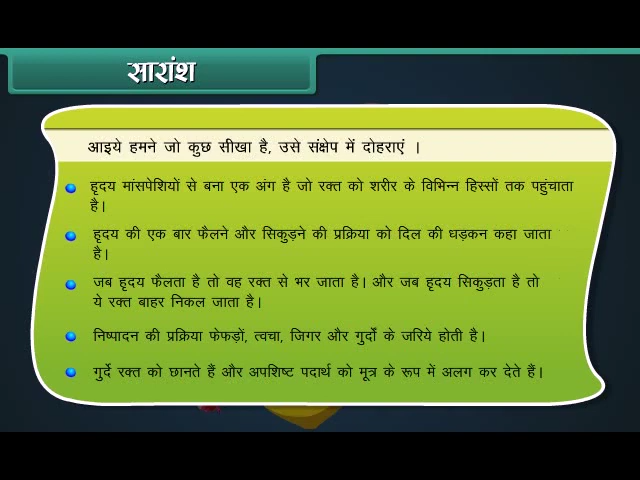 सारांश
आइये हमने जो कुछ सीखा है, उसे संक्षेप में दोहराएं ।
हृदय मांसपेशियों से बना एक अंग है जो रक्त को शरीर के विभिन्न हिस्सों तक पहुंचाता
है।
हृदय की एक बार फैलने और सिकुड़ने की प्रक्रिया को दिल की धड़कन कहा जाता
है।
जब हृदय फैलता है तो वह रक्त से भर जाता है। और जब हृदय सिकुड़ता है तो
ये रक्त बाहर निकल जाता है।
निष्पादन की प्रक्रिया फेफड़ों, त्वचा, जिगर और गुर्दों के जरिये होती है।
गुर्दे रक्त को छानते हैं और अपशिष्ट पदार्थ को मूत्र के रूप में अलग कर देते हैं।